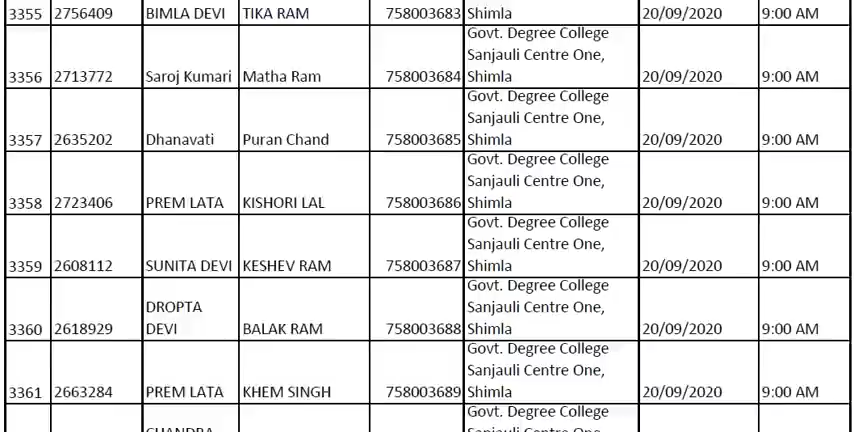 3355 2756409 BIMLA DEVI TIKA RAM 758003683 Shimla 20/09/2020 9:00 AM
Govt. Degree College
Sanjauli Centre One,
3356 2713772 Saroj Kumari Matha Ram 758003684 Shimla 20/09/2020 9:00 AM
Govt. Degree College
Sanjauli Centre One,
3357 2635202 Dhanavati Puran Chand 758003685 Shimla 20/09/2020 9:00 AM
Govt. Degree College
Sanjauli Centre One,
3358 2723406 PREM LATA KISHORI LAL 758003686 Shimla 20/09/2020 9:00 AM
Govt. Degree College
Sanjauli Centre One,
3359 2608112 SUNITA DEVI KESHEV RAM 758003687 Shimla 20/09/2020 9:00 AM
Govt. Degree College
DROPTA Sanjauli Centre One,
3360 2618929 DEVI BALAK RAM 758003688 Shimla 20/09/2020 9:00 AM
Govt. Degree College
Sanjauli Centre One,
3361 2663284 PREM LATA KHEM SINGH 758003689 Shimla 20/09/2020 9:00 AM
Govt. Degree College
CHANDRA Sanjauli Centre One,